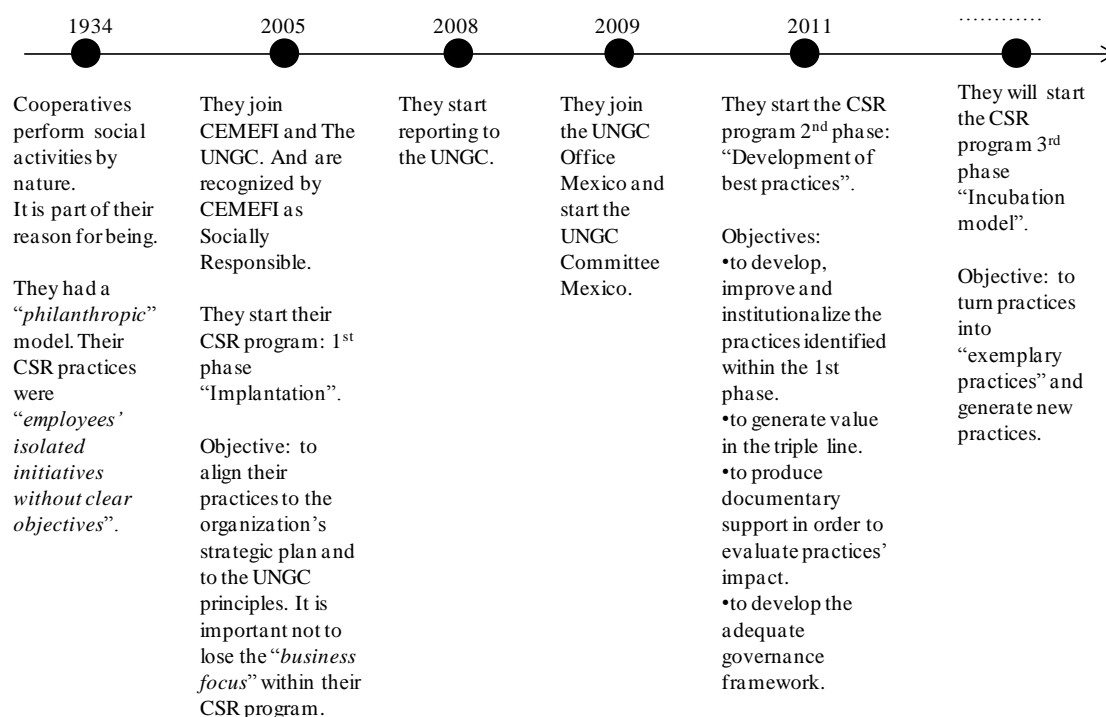 1934
2005
2008
2009
2011
…………
Cooperatives
perform social
activities by
nature.
It is part of their
reason for being.
They had a
“philanthropic”
model. Their
CSR practices
were
“employees’
isolated
initiatives
without clear
objectives”.
They join
CEMEFI and The
UNGC. And are
recognized by
CEMEFI as
Socially
Responsible.
They start their
CSR program: 1st
phase
“Implantation”.
Objective: to
align their
practices to the
organization’s
strategic plan and
to the UNGC
principles. It is
important not to
lose the “business
focus” within their
CSR program.
They start
reporting to
the UNGC.
They join
the UNGC
Office
Mexico and
start the
UNGC
Committee
Mexico.
They start the CSR
program 2nd phase:
“Development of
best practices”.
Objectives:
•to develop,
improve and
institutionalize the
practices identified
within the 1st
phase.
•to generate value
in the triple line.
•to produce
documentary
support in order to
evaluate practices’
impact.
•to develop the
adequate
governance
framework.
They will start
the CSR
program 3rd
phase
“Incubation
model”.
Objective: to
turn practices
into
“exemplary
practices” and
generate new
practices.